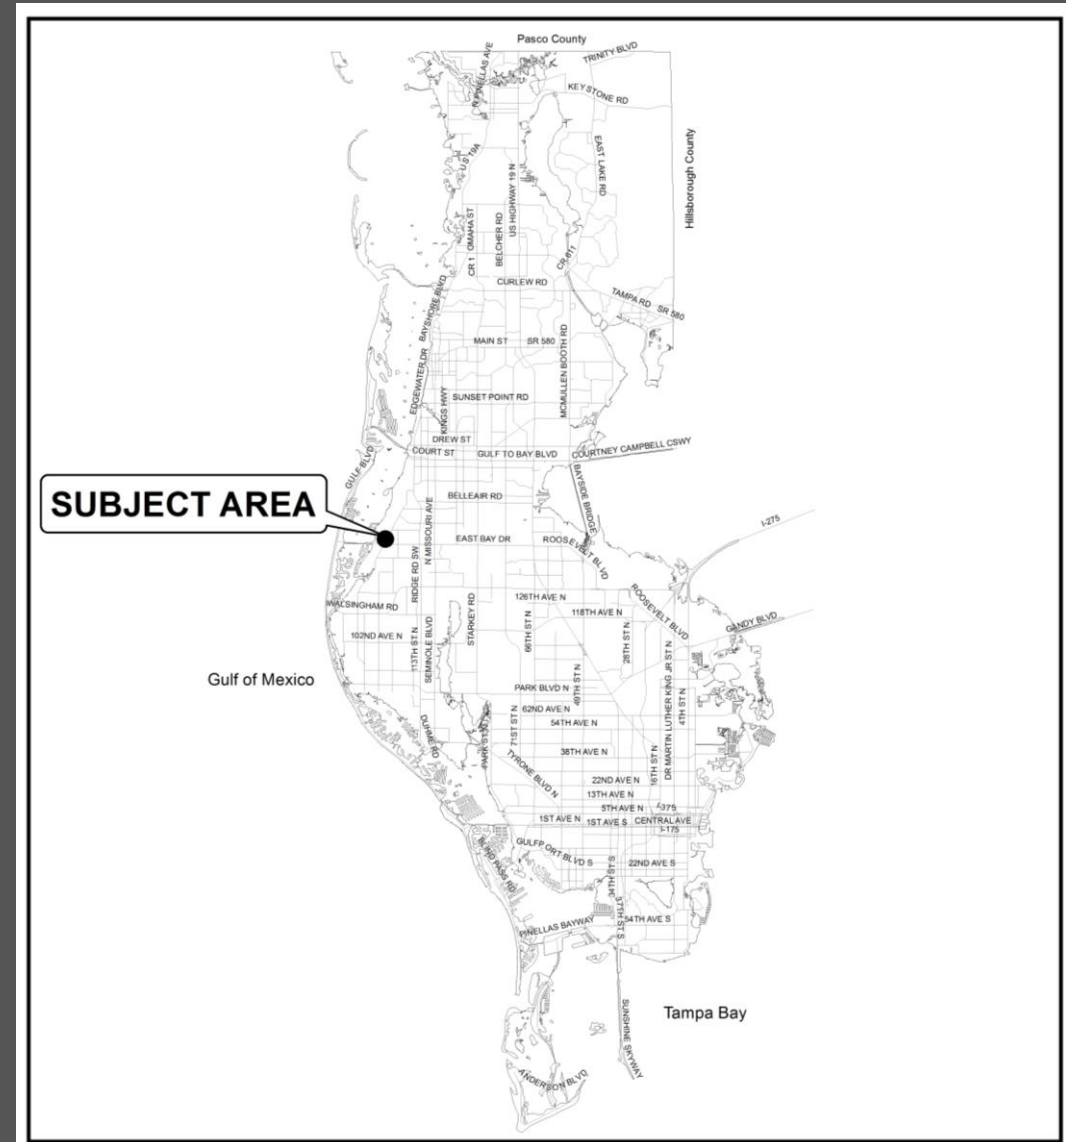 Pasco County
TRINITY BLVD
N PINELLAS AVE
KEYSTONE RD
Hillsborough County
US 19A
EAST LAKE RD
US HIGHWAY 19 N
OMAHA ST
CR 1
BELCHER RD
CR 611
CURLEW RD
TAMPA RD
SR 580
BAYSHORE BLVD
MAIN ST
SR 580
MCMULLEN BOOTH RD
EDGEWATER DR
KINGS HWY
SUNSET POINT RD
DREW ST
COURT ST
GULF TO BAY BLVD
COURTNEY CAMPBELL CSWY
GULF BLVD
SUBJECT AREA
BELLEAIR RD
BAYSIDE BRIDGE
N MISSOURI AVE
I-275
EAST BAY DR
ROOSEVELT BLVD
RIDGE RD SW
126TH AVE N
ROOSEVELT BLVD
WALSINGHAM RD
STARKEY RD
118TH AVE N
GANDY BLVD
102ND AVE N
113TH ST N
SEMINOLE BLVD
66TH ST N
28TH ST N
Gulf of Mexico
49TH ST N
DR MARTIN LUTHER KING JR ST N
4TH ST N
PARK BLVD N
62ND AVE N
54TH AVE N
DUHME RD
PARK ST N
71ST ST N
38TH AVE N
16TH ST N
TYRONE BLVD N
22ND AVE N
13TH AVE N
5TH AVE N
I-375
1ST AVE N
1ST AVE S
CENTRAL AVE
I-175
GULFPORT BLVD S
22ND AVE S
BLIND PASS RD
34TH ST S
37TH ST S
54TH AVE S
PINELLAS BAYWAY
Tampa Bay
SUNSHINE SKYWAY
ANDERSON BLVD